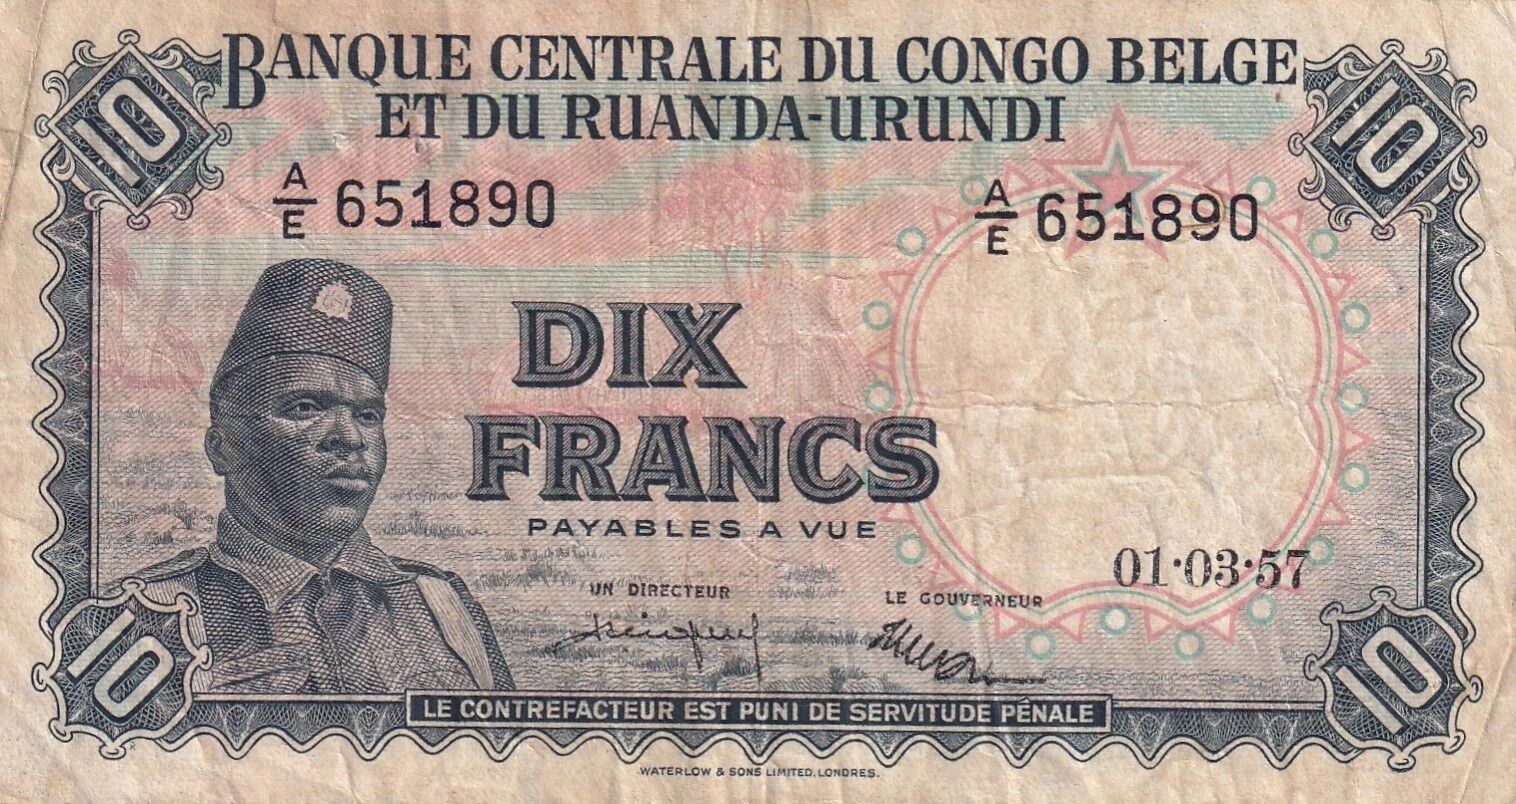 10
BANQUE CENTRALE DU CONGO BELGE
ET DU RUANDA-URUNDI
10
A/E 651890
A/E 651890
DIX
FRANCS
PAYABLES A VUE
01·03·57
UN DIRECTEUR
LE GOUVERNEUR
10
LE CONTREFACTEUR EST PUNI DE SERVITUDE PÉNALE
10
WATERLOW & SONS LIMITED, LONDRES.